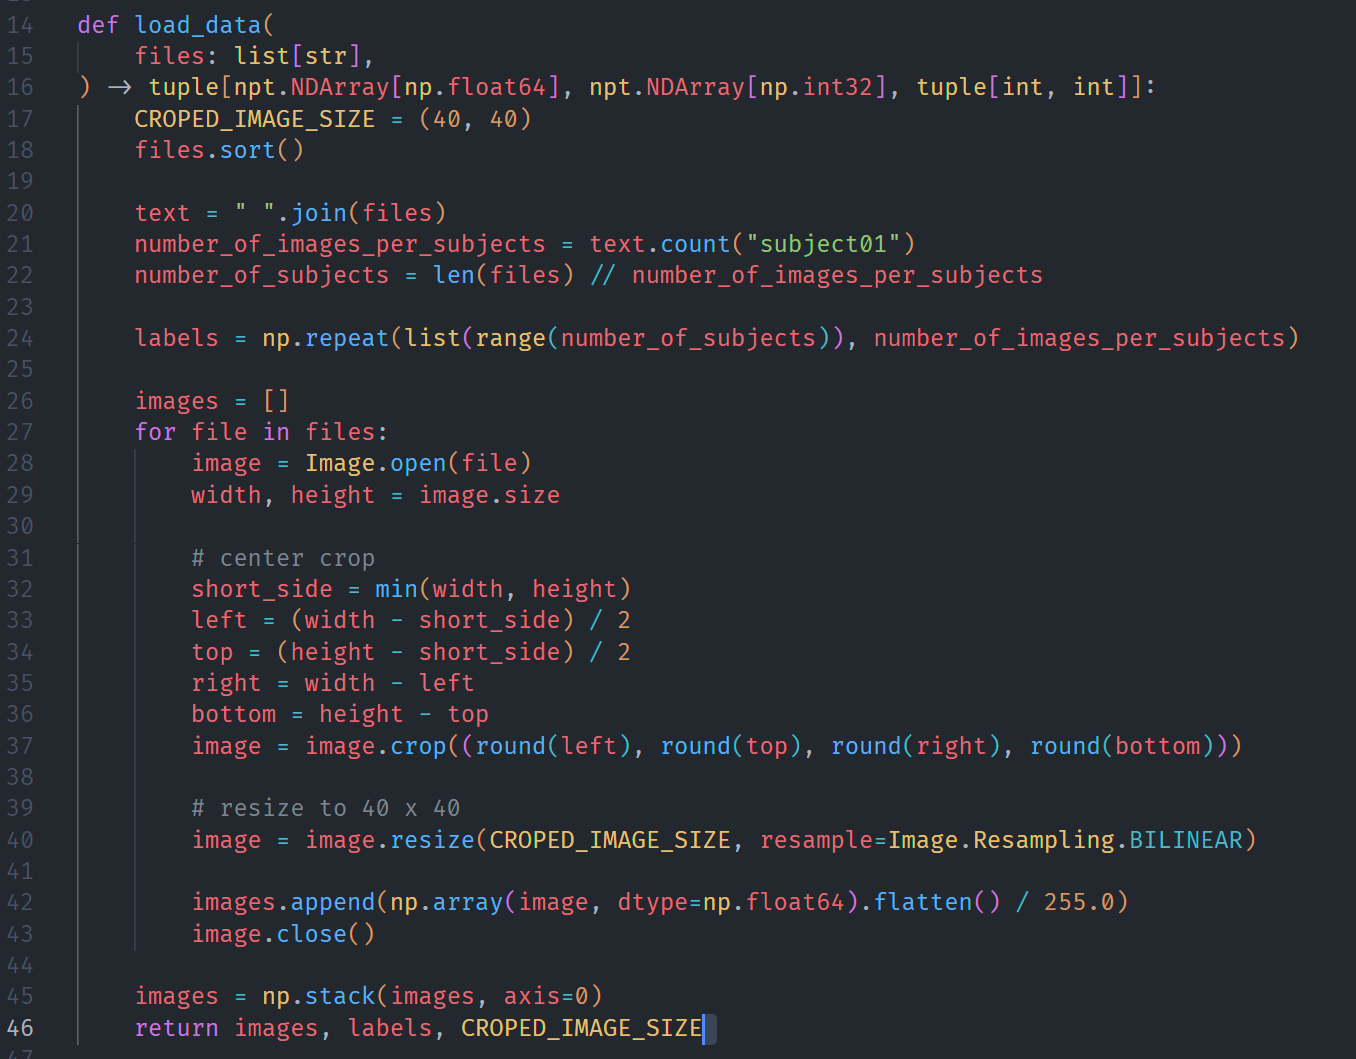 14 def load_data(
15     files: list[str],
16 ) -> tuple[npt.NDArray[np.float64], npt.NDArray[np.int32], tuple[int, int]]:
17     CROPED_IMAGE_SIZE = (40, 40)
18     files.sort()
19
20     text = " ".join(files)
21     number_of_images_per_subjects = text.count("subject01")
22     number_of_subjects = len(files) // number_of_images_per_subjects
23
24     labels = np.repeat(list(range(number_of_subjects)), number_of_images_per_subjects)
25
26     images = []
27     for file in files:
28         image = Image.open(file)
29         width, height = image.size
30
31         # center crop
32         short_side = min(width, height)
33         left = (width - short_side) / 2
34         top = (height - short_side) / 2
35         right = width - left
36         bottom = height - top
37         image = image.crop((round(left), round(top), round(right), round(bottom)))
38
39         # resize to 40 x 40
40         image = image.resize(CROPED_IMAGE_SIZE, resample=Image.Resampling.BILINEAR)
41
42         images.append(np.array(image, dtype=np.float64).flatten() / 255.0)
43         image.close()
44
45     images = np.stack(images, axis=0)
46     return images, labels, CROPED_IMAGE_SIZE